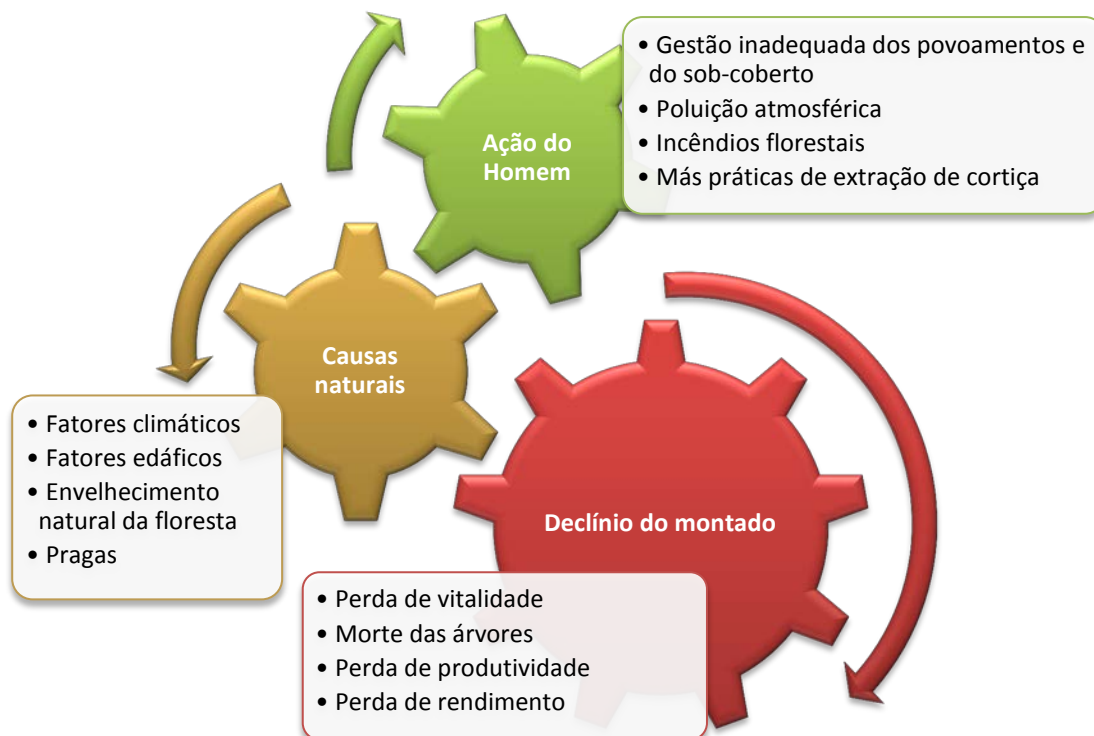 Ação do
Homem
• Gestão inadequada dos povoamentos e
do sob-coberto
• Poluição atmosférica
• Incêndios florestais
• Más práticas de extração de cortiça
Causas
naturais
• Fatores climáticos
• Fatores edáficos
• Envelhecimento
natural da floresta
• Pragas
Declínio do montado
• Perda de vitalidade
• Morte das árvores
• Perda de produtividade
• Perda de rendimento